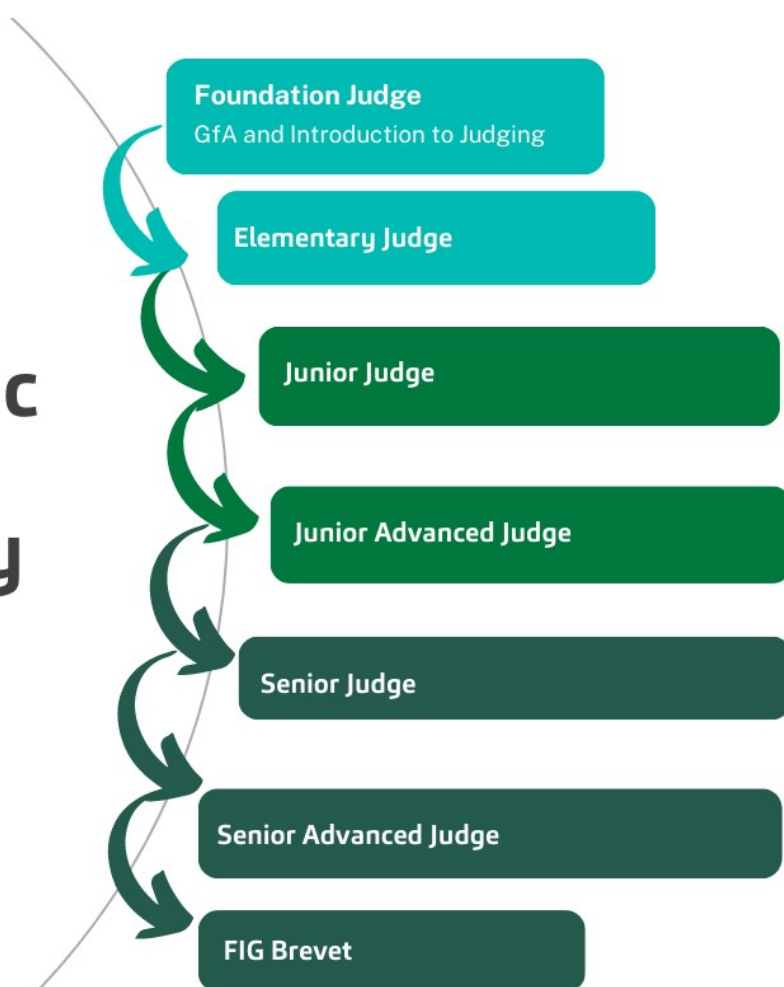 Foundation Judge
GfA and Introduction to Judging
Elementary Judge
Junior Judge
c
Junior Advanced Judge
y
Senior Judge
Senior Advanced Judge
FIG Brevet